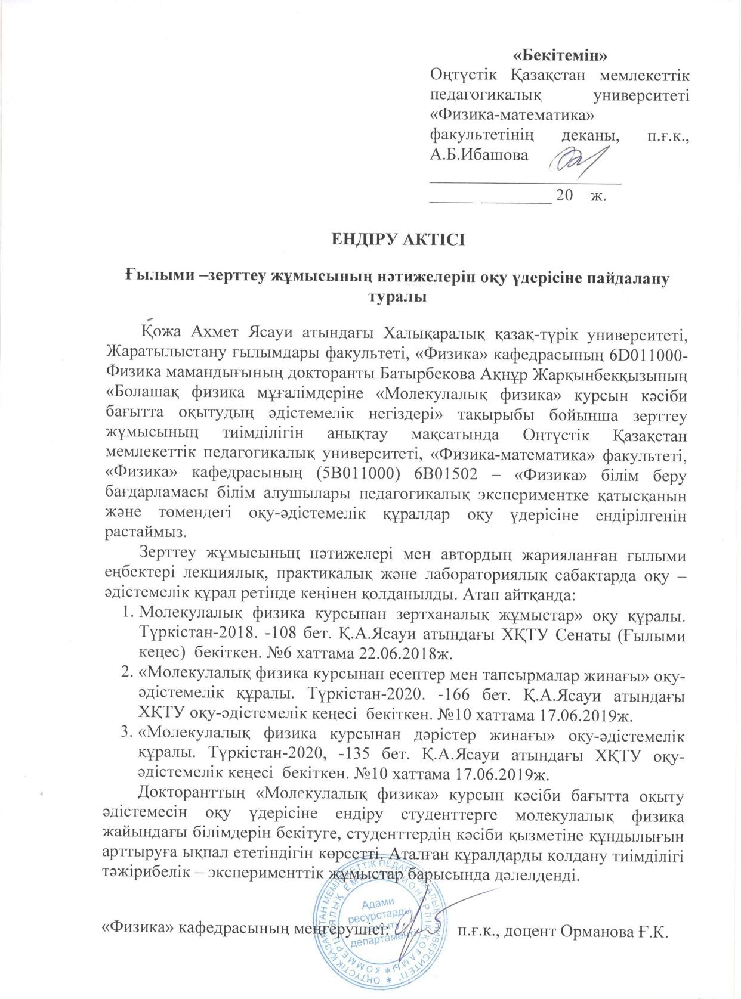 «Бекітемін»
Оңтүстік Қазақстан мемлекеттік
педагогикалық университеті
«Физика-математика»
факультетінің деканы, п.ғ.к.,
А.Б.Ибашова
20 ж.
ЕНДІРУ АКТІСІ
Ғылыми –зерттеу жұмысының нәтижелерін оқу үдерісіне пайдалану
туралы
Қожа Ахмет Ясауи атындағы Халықаралық қазақ-түрік университеті,
Жаратылыстану ғылымдары факультеті, «Физика» кафедрасының 6D011000-
Физика мамандығының докторанты Батырбекова Ақнұр Жарқынбекқызының
«Болашақ физика мұғалімдеріне «Молекулалық физика» курсын кәсіби
бағытта оқытудың әдістемелік негіздері» тақырыбы бойынша зерттеу
жұмысының тиімділігін анықтау мақсатында Оңтүстік Қазақстан
мемлекеттік педагогикалық университеті, «Физика-математика» факультеті,
«Физика» кафедрасының (5В011000) 6В01502 – «Физика» білім беру
бағдарламасы білім алушылары педагогикалық экспериментке қатысқанын
және төмендегі оқу-әдістемелік құралдар оқу үдерісіне ендірілгенін
растаймыз.
Зерттеу жұмысының нәтижелері мен автордың жарияланған ғылыми
еңбектері лекциялық, практикалық және лабораториялық сабақтарда оқу –
әдістемелік құрал ретінде кеңінен қолданылды. Атап айтқанда:
1. Молекулалық физика курсынан зертханалық жұмыстар» оқу құралы.
Түркістан-2018. -108 бет. Қ.А.Ясауи атындағы ХҚТУ Сенаты (Ғылыми
кеңес) бекіткен. №6 хаттама 22.06.2018ж.
2. «Молекулалық физика курсынан есептер мен тапсырмалар жинағы» оқу-
әдістемелік құралы. Түркістан-2020. -166 бет. Қ.А.Ясауи атындағы
ХҚТУ оқу-әдістемелік кеңесі бекіткен. №10 хаттама 17.06.2019ж.
3. «Молекулалық физика курсынан дәрістер жинағы» оқу-әдістемелік
құралы. Түркістан-2020, -135 бет. Қ.А.Ясауи атындағы ХҚТУ оқу-
әдістемелік кеңесі бекіткен. №10 хаттама 17.06.2019ж.
Докторанттың «Молекулалық физика» курсын кәсіби бағытта оқыту
әдістемесін оқу үдерісіне ендіру студенттерге молекулалық физика
жайындағы білімдерін бекітуге, студенттердің кәсіби қызметіне құндылығын
арттыруға ықпал ететіндігін көрсетті. Аталған құралдарды қолдану тиімділігі
тәжірибелік – эксперименттік жұмыстар барысында дәлелденді.
«Физика» кафедрасының меңгерушісі: п.ғ.к., доцент Орманова Ғ.К.
ОҢТҮСТІК ҚАЗАҚСТАН МЕМЛЕКЕТТІК ПЕДАГОГИКАЛЫҚ УНИВЕРСИТЕТІ
КОММЕРЦИЯЛЫҚ ЕМЕС АКЦИОНЕРЛІК ҚОҒАМЫ
Адами
ресурстарды
дамыту
департаменті